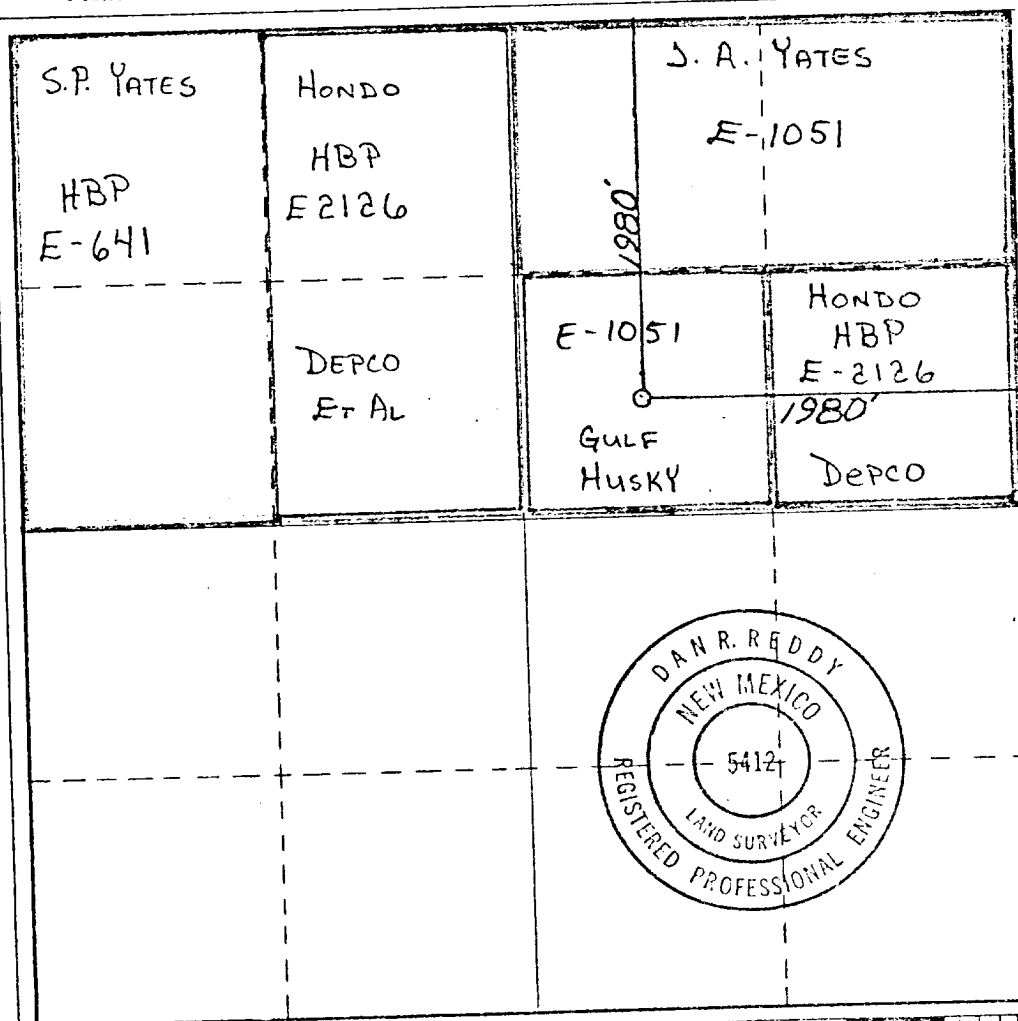 S.P. YATES
HBP
E-641
HONDO
HBP
E2126
DEPCO
ET AL
J. A. YATES
E-1051
1980'
E-1051
GULF
HUSKY
HONDO
HBP
E-2126
1980'
DEPCO
DAN R. REDDY
NEW MEXICO
5412
LAND SURVEYOR
REGISTERED PROFESSIONAL ENGINEER